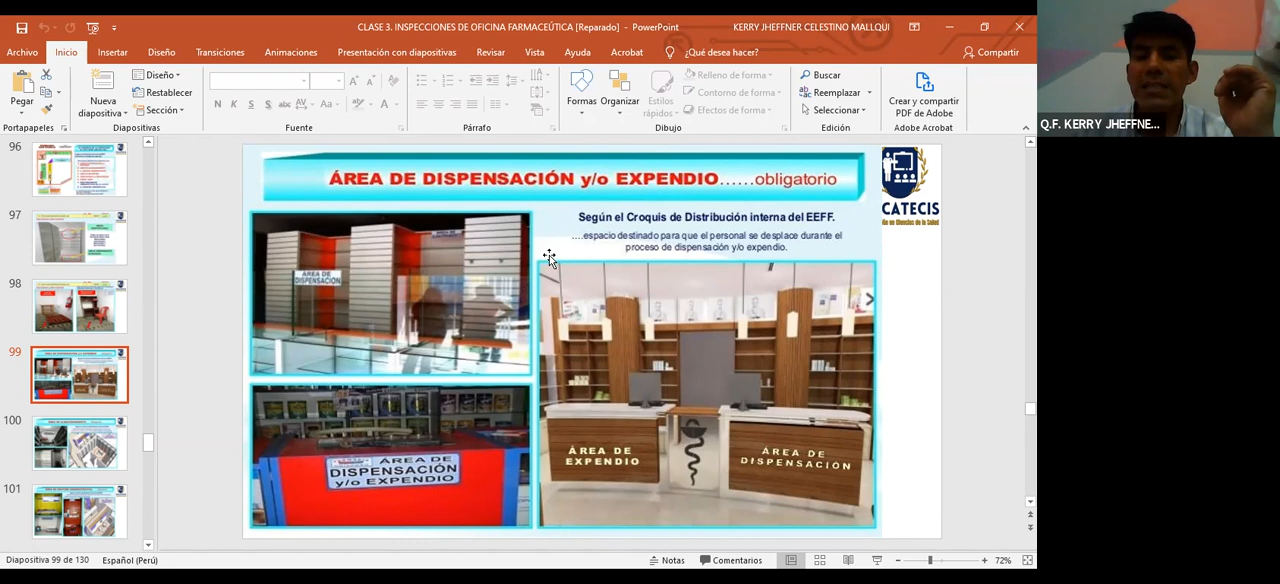 CLASE 3. INSPECCIONES DE OFICINA FARMACEÚTICA [Reparado] - PowerPoint
KERRY JHEFFNER CELESTINO MALLQUI
Archivo Inicio Insertar Diseño Transiciones Animaciones Presentación con diapositivas Revisar Vista Ayuda Acrobat ¿Qué desea hacer? Compartir
Pegar
Nueva
diapositiva
Diseño
Restablecer
Sección
N K S S abc AV Aa A
Formas
Organizar
Estilos
rápidos
Relleno de forma
Contorno de forma
Efectos de forma
Buscar
Reemplazar
Seleccionar
Crear y compartir
PDF de Adobe
Portapapeles Diapositivas Fuente Párrafo Dibujo Edición Adobe Acrobat
Q.F. KERRY JHEFFNE...
96
97
98
99
100
101
ÁREA DE DISPENSACIÓN y/o EXPENDIO......obligatorio
CATECIS
Según el Croquis de Distribución interna del EEFF.
....espacio destinado para que el personal se desplace durante el
proceso de dispensación y/o expendio.
ÁREA DE
DISPENSACIÓN
ÁREA DE
DISPENSACIÓN
y/o EXPENDIO
ÁREA DE
EXPENDIO
ÁREA DE
DISPENSACIÓN
Diapositiva 99 de 130 Español (Perú) Notas Comentarios 72%